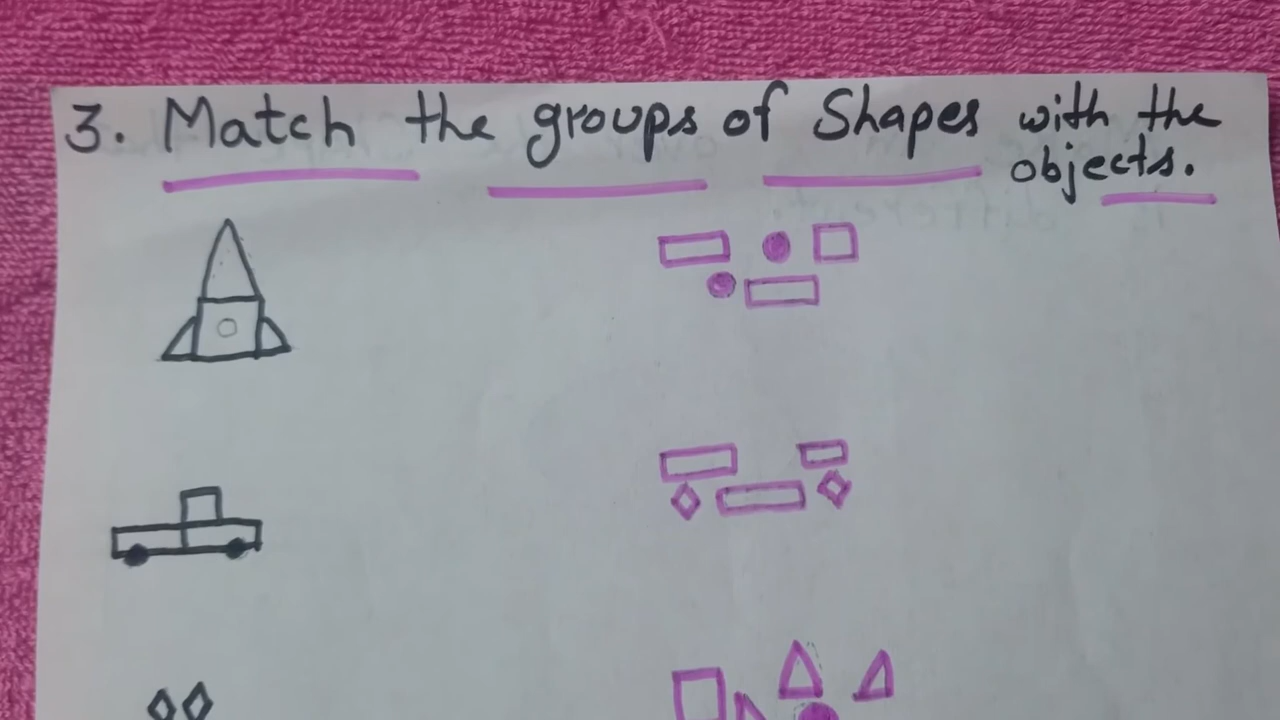 3. Match the groups of Shapes with the
objects.